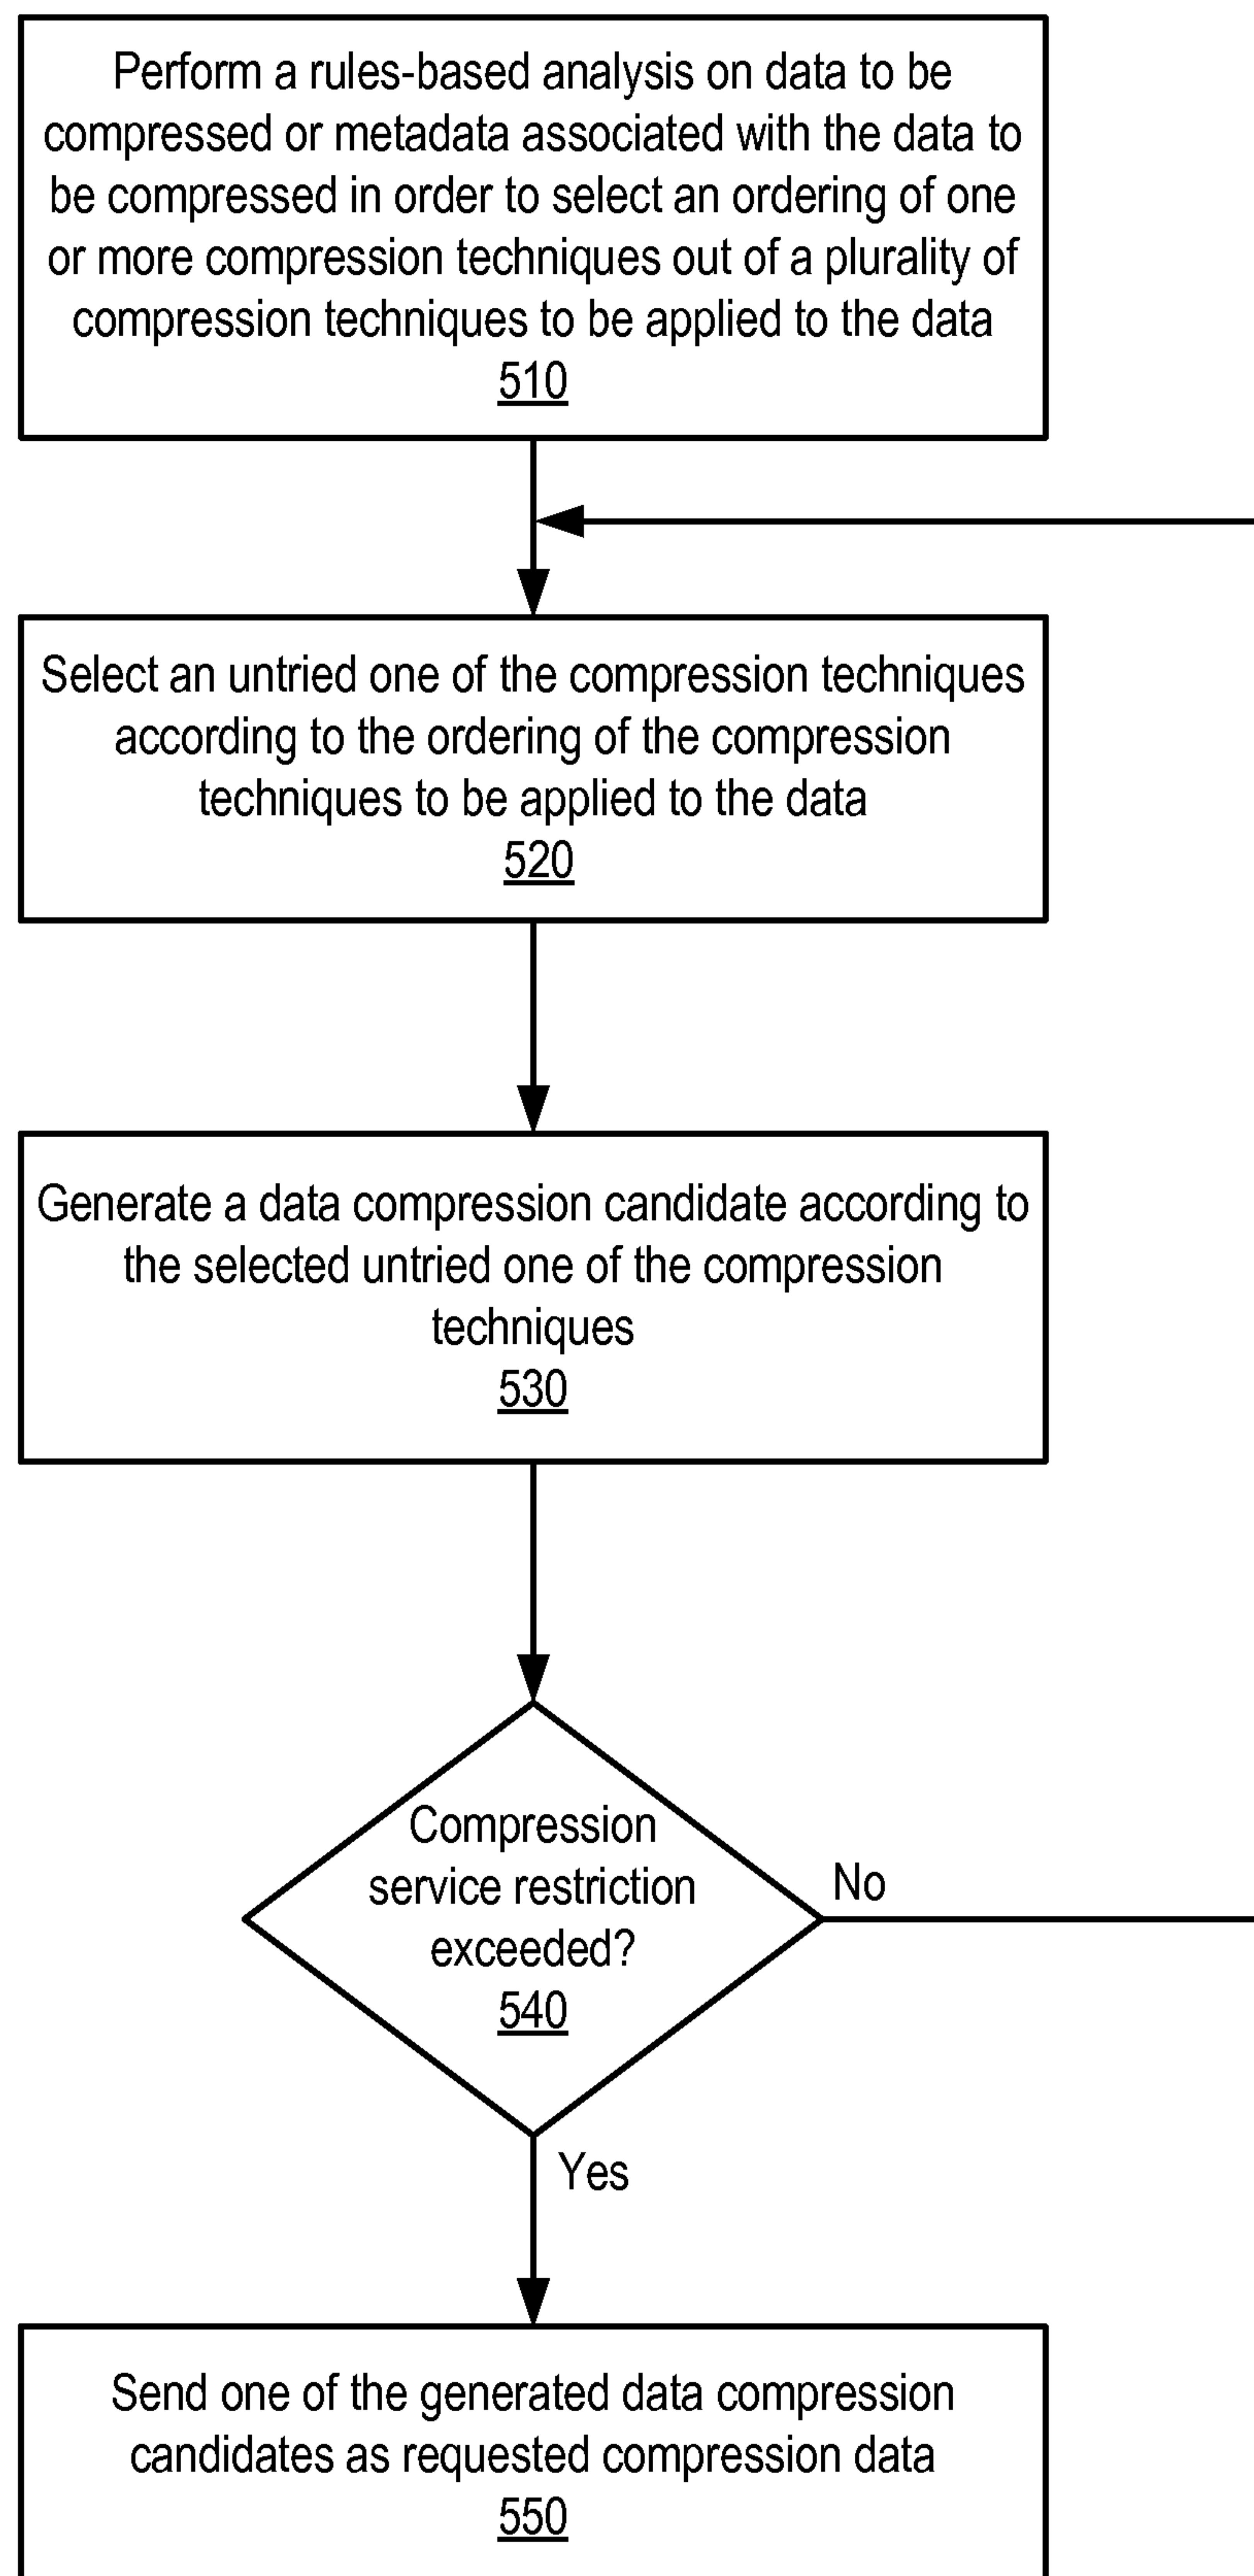 Perform a rules-based analysis on data to be
compressed or metadata associated with the data to
be compressed in order to select an ordering of one
or more compression techniques out of a plurality of
compression techniques to be applied to the data
510
Select an untried one of the compression techniques
according to the ordering of the compression
techniques to be applied to the data
520
Generate a data compression candidate according to
the selected untried one of the compression
techniques
530
Compression
service restriction
exceeded?
540
No
Yes
Send one of the generated data compression
candidates as requested compression data
550